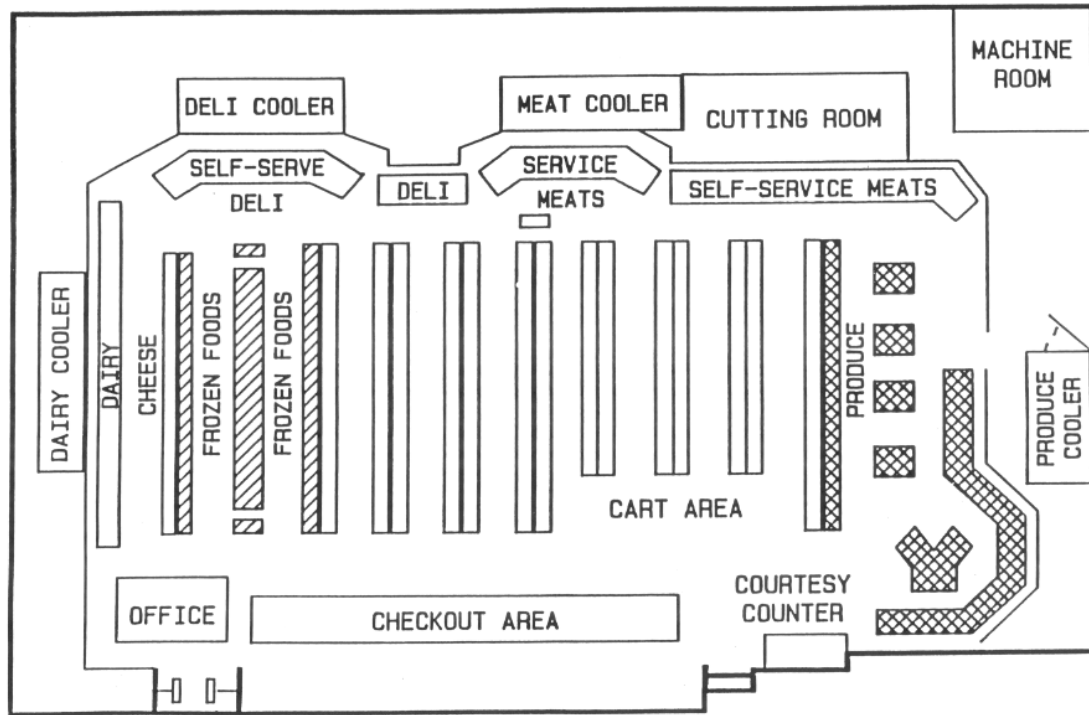 MACHINE
ROOM
DELI COOLER
MEAT COOLER
CUTTING ROOM
SELF-SERVE
DELI
DELI
SERVICE
MEATS
SELF-SERVICE MEATS
DAIRY COOLER
DAIRY
CHEESE
FROZEN FOODS
FROZEN FOODS
PRODUCE
PRODUCE
COOLER
CART AREA
OFFICE
CHECKOUT AREA
COURTESY
COUNTER